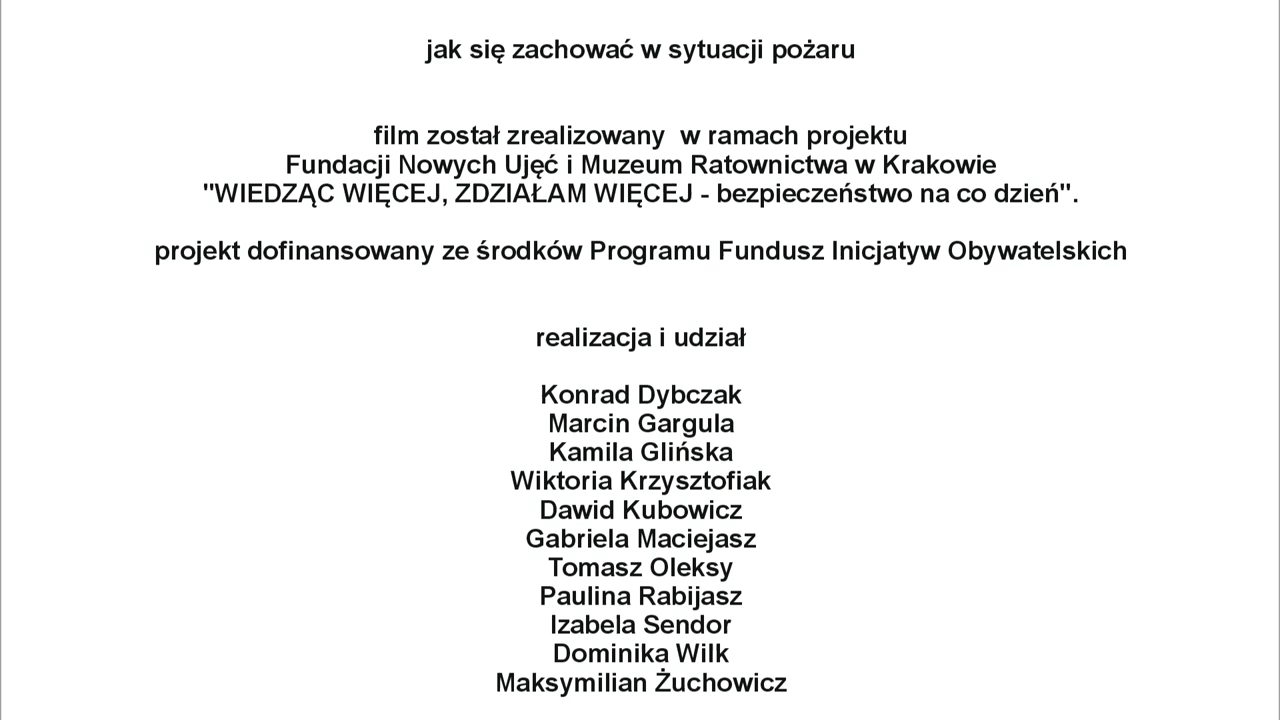 jak się zachować w sytuacji pożaru
film został zrealizowany  w ramach projektu
Fundacji Nowych Ujęć i Muzeum Ratownictwa w Krakowie
"WIEDZĄC WIĘCEJ, ZDZIAŁAM WIĘCEJ - bezpieczeństwo na co dzień".
projekt dofinansowany ze środków Programu Fundusz Inicjatyw Obywatelskich
realizacja i udział
Konrad Dybczak
Marcin Gargula
Kamila Glińska
Wiktoria Krzysztofiak
Dawid Kubowicz
Gabriela Maciejasz
Tomasz Oleksy
Paulina Rabijasz
Izabela Sendor
Dominika Wilk
Maksymilian Żuchowicz